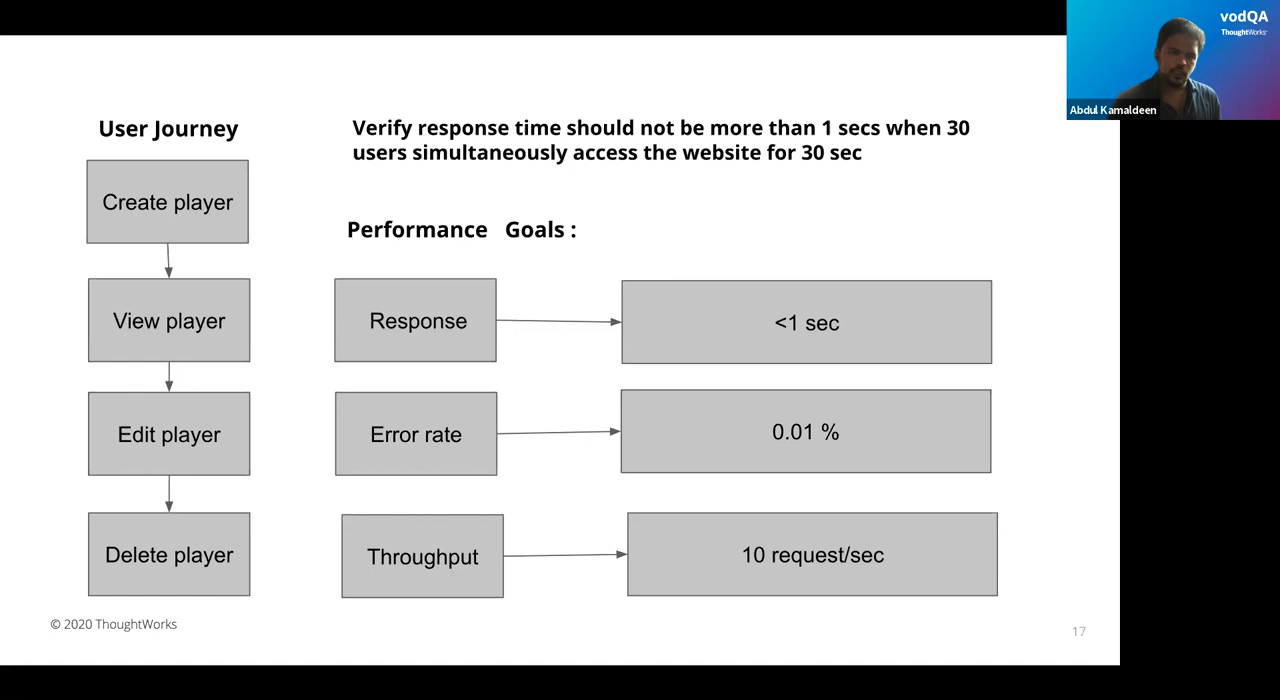 vodQA
ThoughtWorks
Abdul Kamaldeen
User Journey
Create player
View player
Edit player
Delete player
Verify response time should not be more than 1 secs when 30
users simultaneously access the website for 30 sec
Performance Goals :
Response
<1 sec
Error rate
0.01 %
Throughput
10 request/sec
© 2020 ThoughtWorks
17